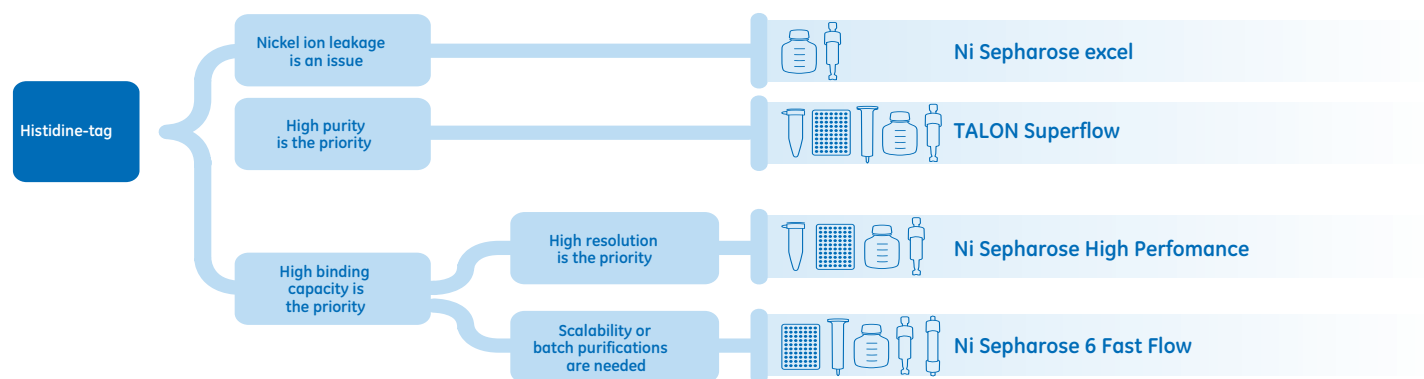 Nickel ion leakage
is an issue
Ni Sepharose excel
Histidine-tag
High purity
is the priority
TALON Superflow
High resolution
is the priority
Ni Sepharose High Perfomance
High binding
capacity is
the priority
Scalability or
batch purifications
are needed
Ni Sepharose 6 Fast Flow